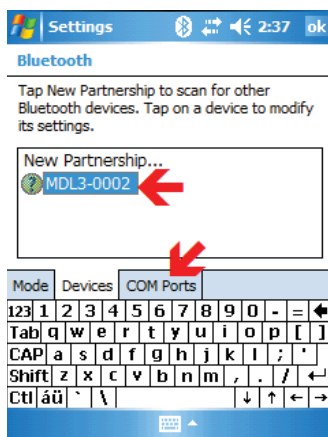 Settings 2:37 ok
Bluetooth
Tap New Partnership to scan for other
Bluetooth devices. Tap on a device to modify
its settings.
New Partnership...
MDL3-0002
Mode Devices COM Ports
123 1 2 3 4 5 6 7 8 9 0 - =
Tab q w e r t y u i o p [ ]
CAP a s d f g h j k l ; '
Shift z x c v b n m , . /
Ctl áü ` \